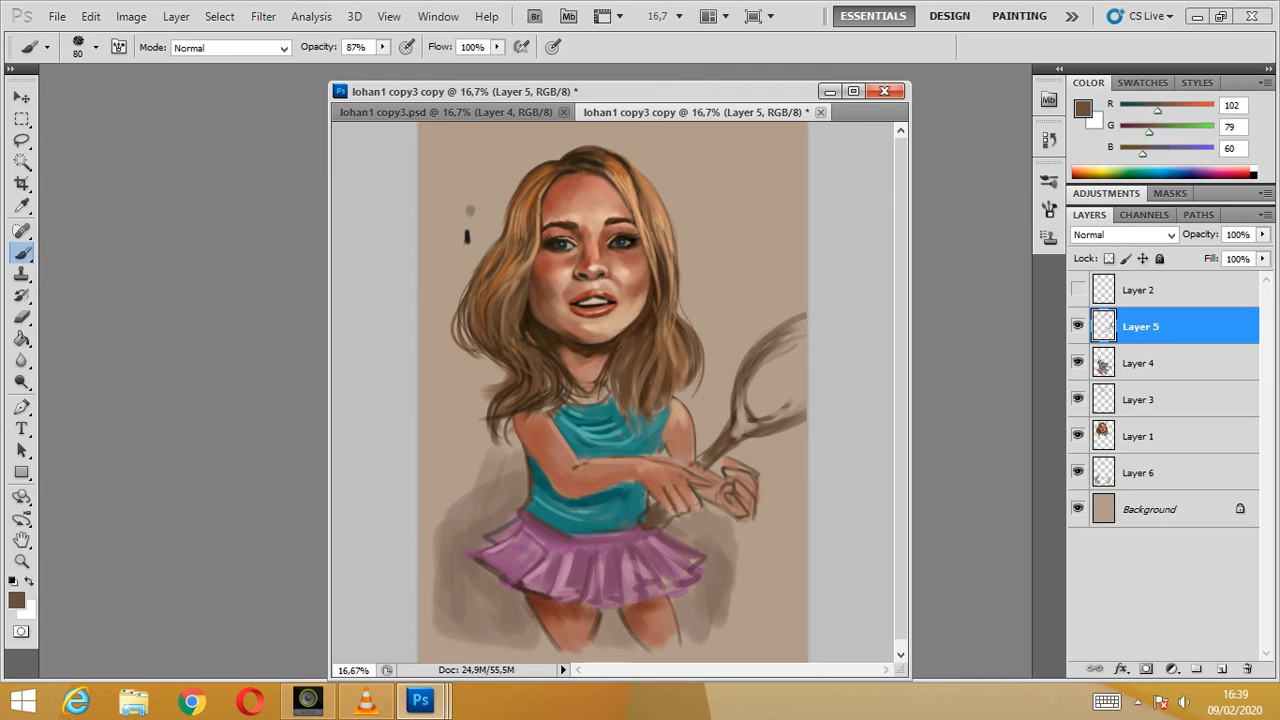 Ps File Edit Image Layer Select Filter Analysis 3D View Window Help Br Mb 16,7 ESSENTIALS DESIGN PAINTING CS Live
80 Mode: Normal Opacity: 87% Flow: 100%
Ps lohan1 copy3 copy @ 16,7% (Layer 5, RGB/8) *
lohan1 copy3.psd @ 16,7% (Layer 4, RGB/8) lohan1 copy3 copy @ 16,7% (Layer 5, RGB/8) *
COLOR SWATCHES STYLES
Mb
R 102
G 79
B 60
ADJUSTMENTS MASKS
LAYERS CHANNELS PATHS
Normal Opacity: 100%
Lock: Fill: 100%
Layer 2
Layer 5
Layer 4
Layer 3
Layer 1
Layer 6
Background
T
16,67% Doc: 24,9M/55,5M
fx
Ps
16:39
09/02/2020